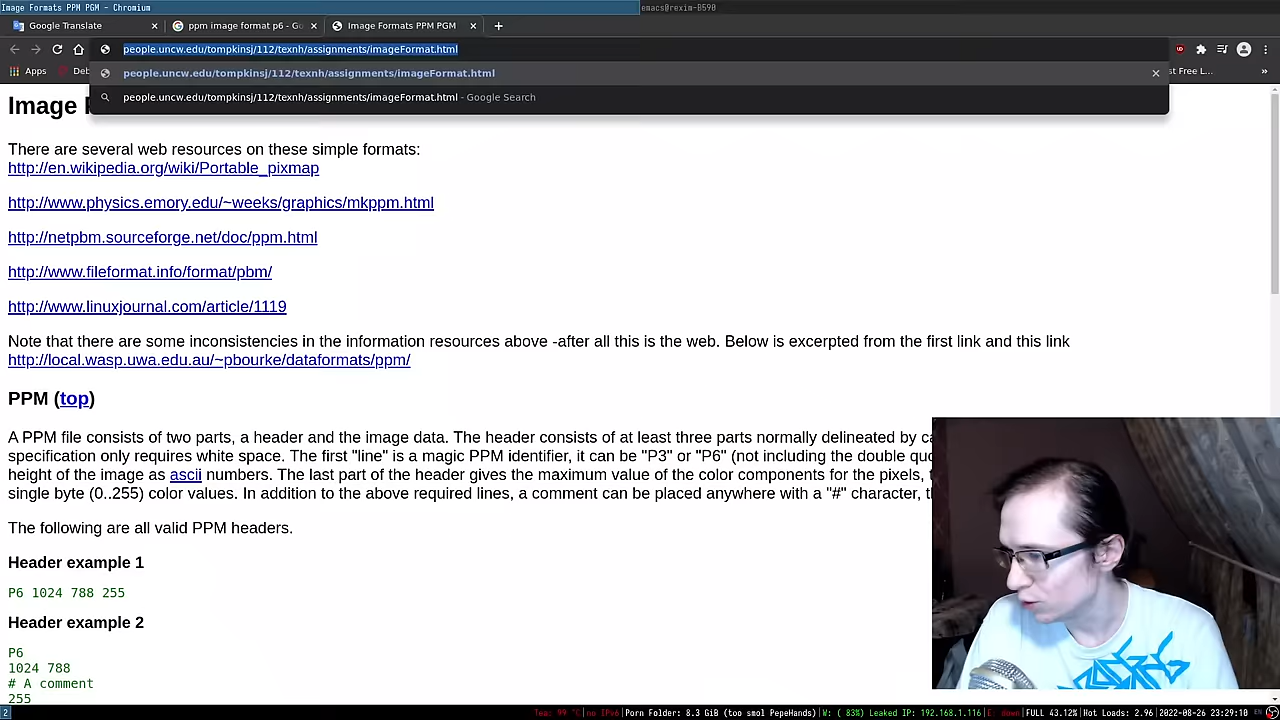 Image Formats PPM PGM - Chromium
emacs@rexim-B590
Google Translate
ppm image format p6 - Go
Image Formats PPM PGM
people.uncw.edu/tompkinsj/112/texnh/assignments/imageFormat.html
Apps
Deb
people.uncw.edu/tompkinsj/112/texnh/assignments/imageFormat.html
st Free L...
people.uncw.edu/tompkinsj/112/texnh/assignments/imageFormat.html - Google Search
Image
There are several web resources on these simple formats:
http://en.wikipedia.org/wiki/Portable_pixmap
http://www.physics.emory.edu/~weeks/graphics/mkppm.html
http://netpbm.sourceforge.net/doc/ppm.html
http://www.fileformat.info/format/pbm/
http://www.linuxjournal.com/article/1119
Note that there are some inconsistencies in the information resources above -after all this is the web. Below is excerpted from the first link and this link
http://local.wasp.uwa.edu.au/~pbourke/dataformats/ppm/
PPM (top)
A PPM file consists of two parts, a header and the image data. The header consists of at least three parts normally delineated by ca
specification only requires white space. The first "line" is a magic PPM identifier, it can be "P3" or "P6" (not including the double quo
height of the image as ascii numbers. The last part of the header gives the maximum value of the color components for the pixels, t
single byte (0..255) color values. In addition to the above required lines, a comment can be placed anywhere with a "#" character, th
The following are all valid PPM headers.
Header example 1
P6 1024 788 255
Header example 2
P6
1024 788
# A comment
255
2
Tea: 99 °C|no IPv6|Porn Folder: 8.3 GiB (too smol PepeHands)|W: ( 83%) Leaked IP: 192.168.1.116|E: down|FULL 43.12%|Hot Loads: 2.96|2022-08-26 23:29:10 EN